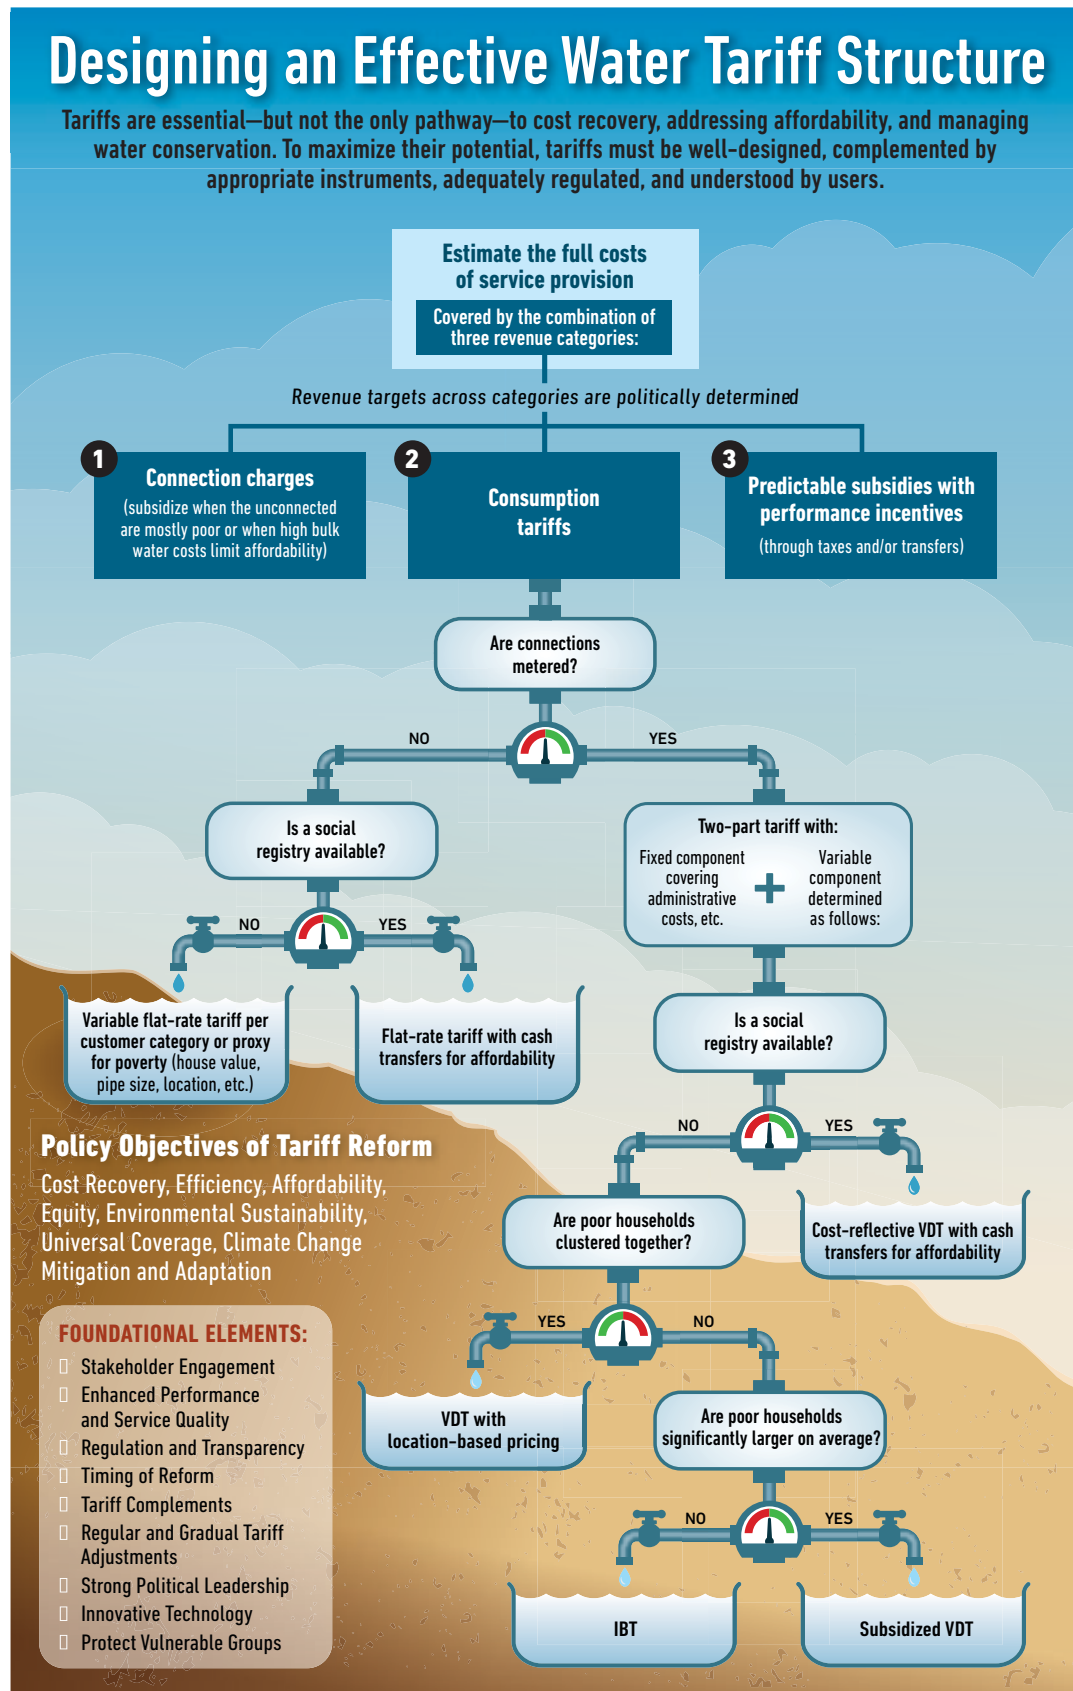 Designing an Effective Water Tariff Structure
Tariffs are essential—but not the only pathway—to cost recovery, addressing affordability, and managing
water conservation. To maximize their potential, tariffs must be well-designed, complemented by
appropriate instruments, adequately regulated, and understood by users.
Estimate the full costs
of service provision
Covered by the combination of
three revenue categories:
Revenue targets across categories are politically determined
1
Connection charges
(subsidize when the unconnected
are mostly poor or when high bulk
water costs limit affordability)
2
Consumption
tariffs
3
Predictable subsidies with
performance incentives
(through taxes and/or transfers)
Are connections
metered?
NO
YES
Is a social
registry available?
NO
YES
Variable flat-rate tariff per
customer category or proxy
for poverty (house value,
pipe size, location, etc.)
Flat-rate tariff with cash
transfers for affordability
Two-part tariff with:
Fixed component
covering
administrative
costs, etc.
+
Variable
component
determined
as follows:
Is a social
registry available?
NO
YES
Cost-reflective VDT with cash
transfers for affordability
Are poor households
clustered together?
YES
NO
VDT with
location-based pricing
Are poor households
significantly larger on average?
NO
YES
IBT
Subsidized VDT
Policy Objectives of Tariff Reform
Cost Recovery, Efficiency, Affordability,
Equity, Environmental Sustainability,
Universal Coverage, Climate Change
Mitigation and Adaptation
FOUNDATIONAL ELEMENTS:
Stakeholder Engagement
Enhanced Performance
and Service Quality
Regulation and Transparency
Timing of Reform
Tariff Complements
Regular and Gradual Tariff
Adjustments
Strong Political Leadership
Innovative Technology
Protect Vulnerable Groups